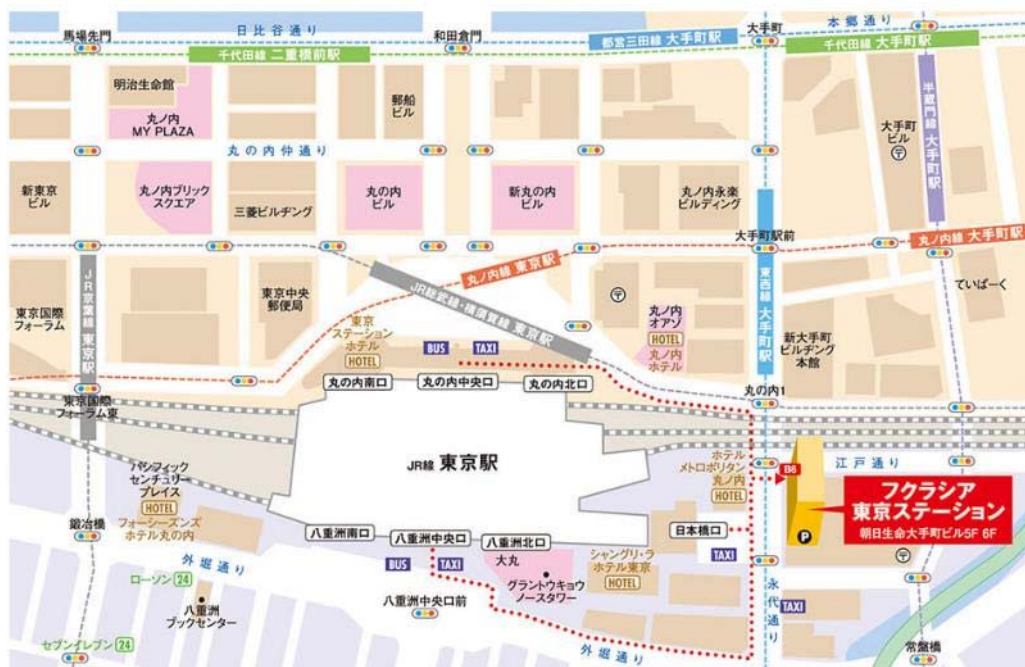 馬場先門
日比谷通り
和田倉門
大手町
本郷通り
千代田線 二重橋前駅
都営三田線 大手町駅
千代田線 大手町駅
明治生命館
丸ノ内
MY PLAZA
郵船
ビル
大手町
ビル
半蔵門線 大手町駅
丸の内仲通り
新東京
ビル
丸ノ内ブリック
スクエア
三菱ビルヂング
丸の内
ビル
新丸の内
ビル
丸ノ内永楽
ビルディング
大手町駅前
丸ノ内線 大手町駅
丸ノ内線 東京駅
JR総武線・横須賀線 東京駅
JR京葉線 東京駅
東西線 大手町駅
東京国際
フォーラム
東京中央
郵便局
東京
ステーション
ホテル
HOTEL
BUS
TAXI
丸ノ内
オアゾ
HOTEL
丸ノ内
ホテル
新大手町
ビルヂング
本館
ていぱーく
丸の内南口
丸の内中央口
丸の内北口
丸の内1
東京国際
フォーラム東
JR線 東京駅
江戸通り
パシフィック
センチュリー
プレイス
HOTEL
フォーシーズンズ
ホテル丸の内
ホテル
メトロポリタン
丸ノ内
HOTEL
B6
フクラシア
東京ステーション
朝日生命大手町ビル5F 6F
P
鍛冶橋
八重洲南口
八重洲中央口
八重洲北口
日本橋口
TAXI
外堀通り
BUS
TAXI
大丸
グラントウキョウ
ノースタワー
シャングリ・ラ
ホテル東京
HOTEL
永代通り
TAXI
ローソン 24
八重洲
ブックセンター
八重洲中央口前
セブンイレブン 24
外堀通り
常盤橋